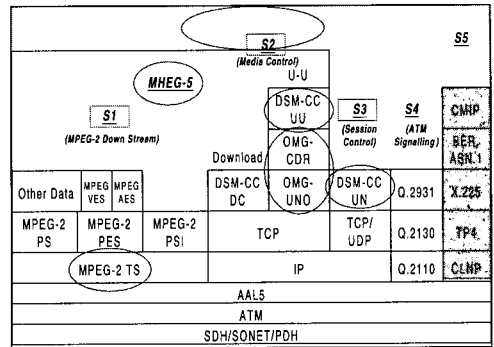 S2
S5
(Media Control)
U-U
MHEG-5
DSM-CC
UU
S1
S3
S4
CMIP
(MPEG-2 Down Stream)
(Session
Control)
(ATM
Signalling)
OMG-
CDR
BER,
ASN.1
Download
Other Data
MPEG
VES
MPEG
AES
DSM-CC
DC
OMG-
UNO
DSM-CC
UN
Q.2931
X.225
MPEG-2
PS
MPEG-2
PES
MPEG-2
PSI
TCP
TCP/
UDP
Q.2130
TP4
MPEG-2 TS
IP
Q.2110
CLNP
AAL5
ATM
SDH/SONET/PDH